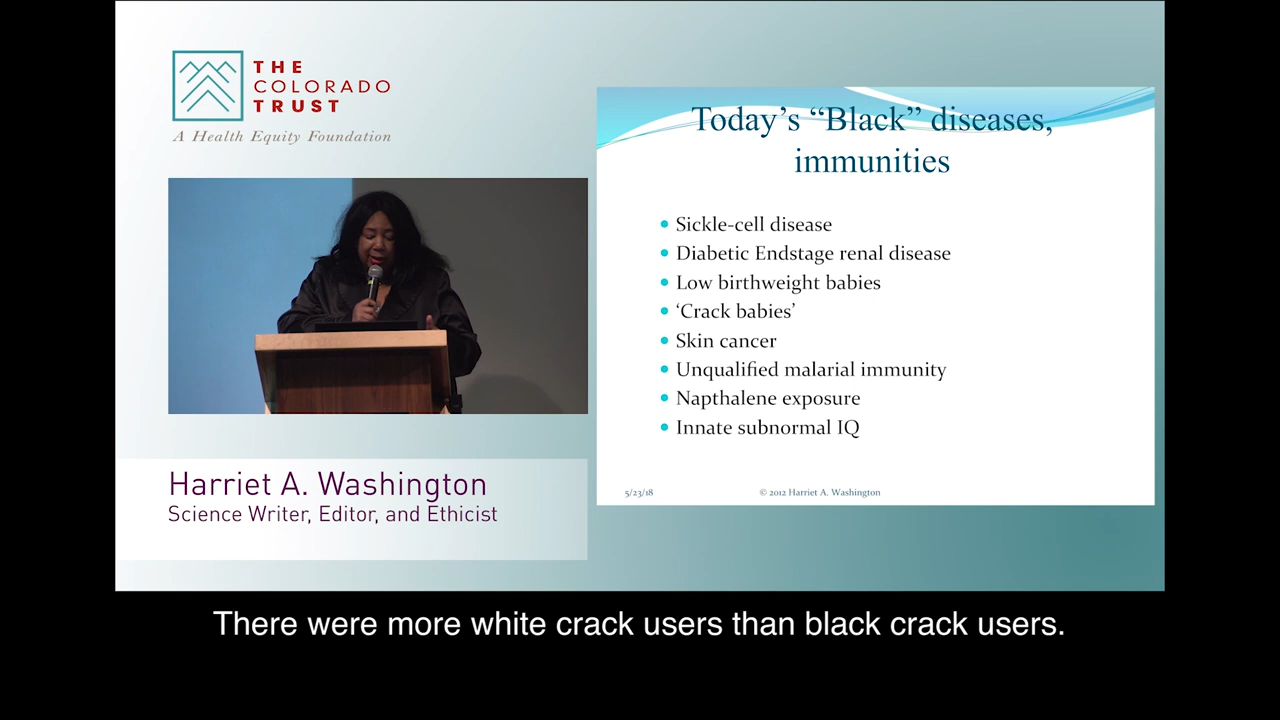 THE
COLORADO
TRUST
A Health Equity Foundation
Today's “Black” diseases,
immunities
• Sickle-cell disease
• Diabetic Endstage renal disease
• Low birthweight babies
• ‘Crack babies’
• Skin cancer
• Unqualified malarial immunity
• Napthalene exposure
• Innate subnormal IQ
5/23/18
© 2012 Harriet A. Washington
Harriet A. Washington
Science Writer, Editor, and Ethicist
There were more white crack users than black crack users.